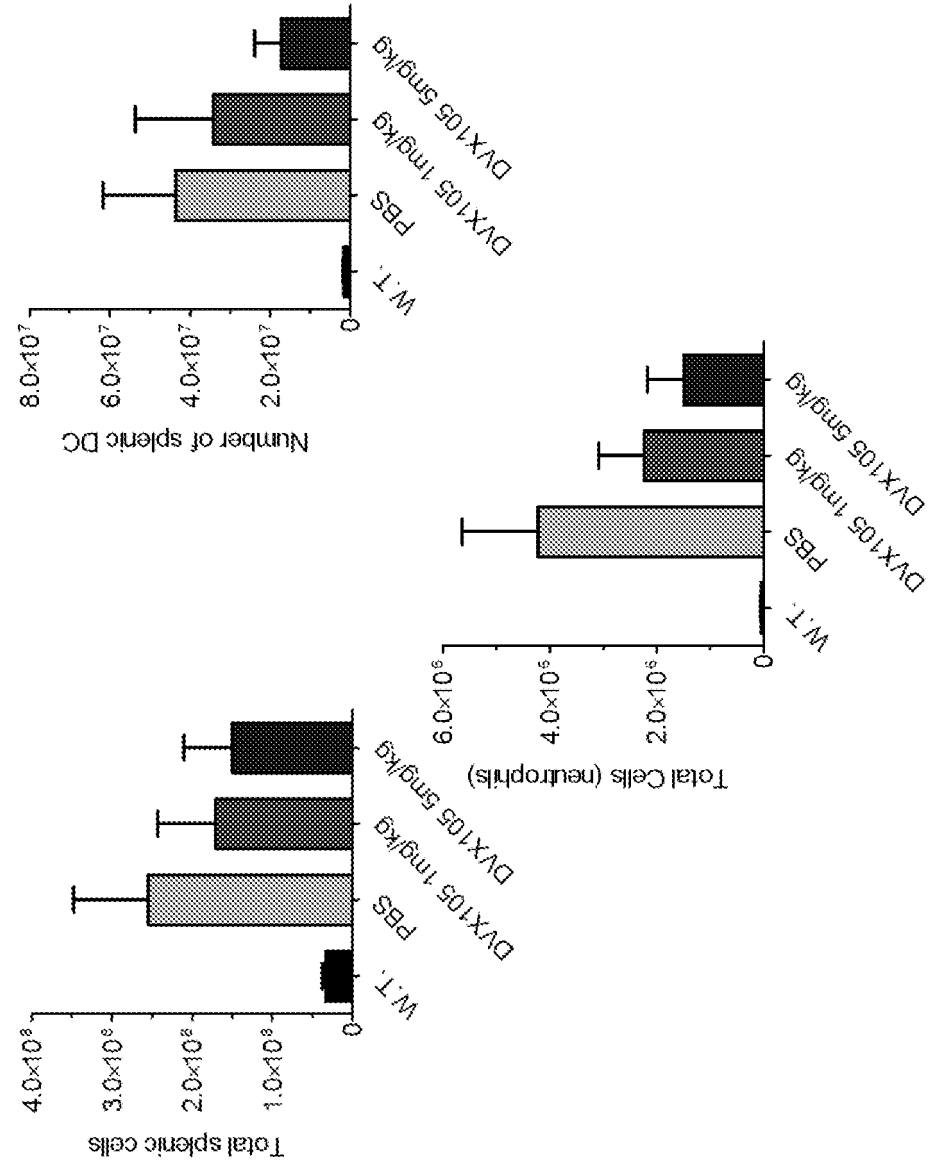 Total splenic cells
4.0×10⁸
3.0×10⁸
2.0×10⁸
1.0×10⁸
0
W.T.
PBS
DVX105 1mg/kg
DVX105 5mg/kg
Number of splenic DC
8.0×10⁷
6.0×10⁷
4.0×10⁷
2.0×10⁷
0
W.T.
PBS
DVX105 1mg/kg
DVX105 5mg/kg
Total Cells (neutrophils)
6.0×10⁶
4.0×10⁶
2.0×10⁶
0
W.T.
PBS
DVX105 1mg/kg
DVX105 5mg/kg